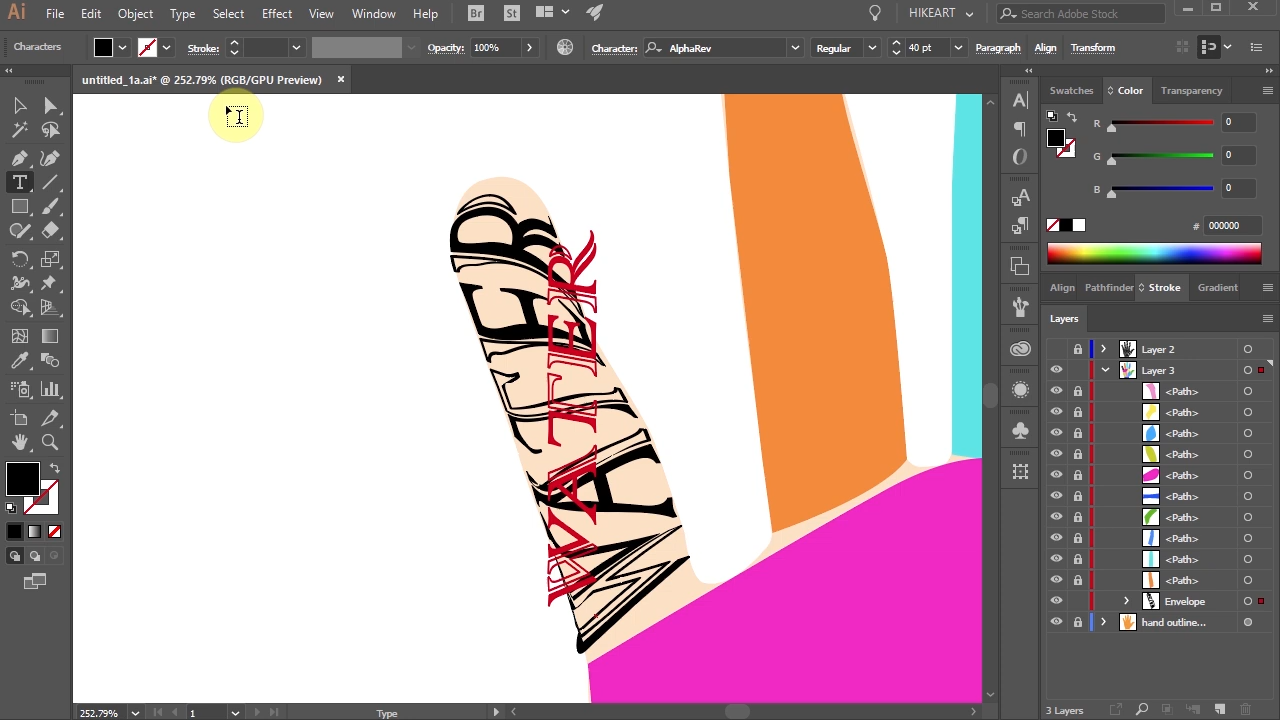 Ai File Edit Object Type Select Effect View Window Help Br St HIKEART Search Adobe Stock
Characters Stroke: Opacity: 100% Character: AlphaRev Regular 40 pt Paragraph Align Transform
untitled_1a.ai* @ 252.79% (RGB/GPU Preview)
Swatches Color Transparency
R 0
G 0
B 0
# 000000
Align Pathfinder Stroke Gradient
Layers
Layer 2
Layer 3
<Path>
<Path>
<Path>
<Path>
<Path>
<Path>
<Path>
<Path>
<Path>
<Path>
Envelope
hand outline...
WATER
3 Layers
252.79% 1 Type